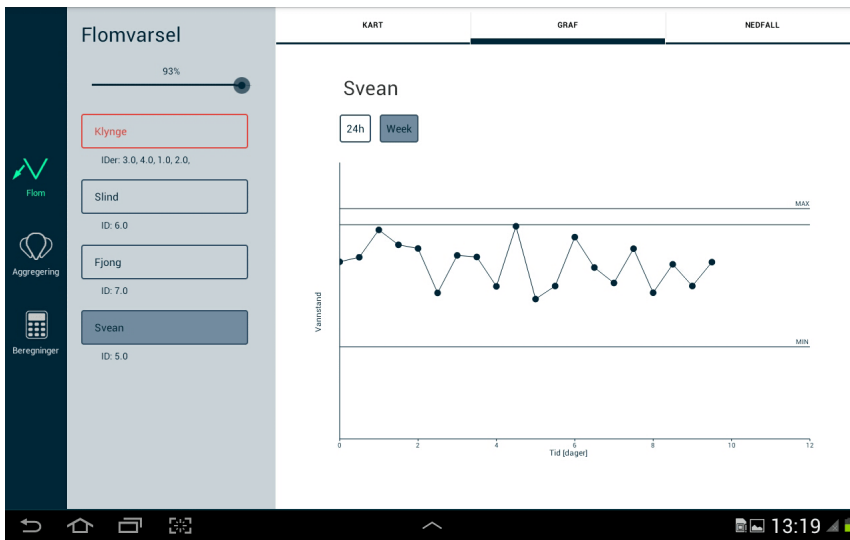 Flomvarsel
93%
Klynge
IDer: 3.0, 4.0, 1.0, 2.0,
Slind
ID: 6.0
Fjong
ID: 7.0
Svean
ID: 5.0
Flom
Aggregering
Beregninger
KART
GRAF
NEDFALL
Svean
24h
Week
MAX
MIN
Vannstand
0
2
4
6
8
10
12
Tid [dager]
13:19